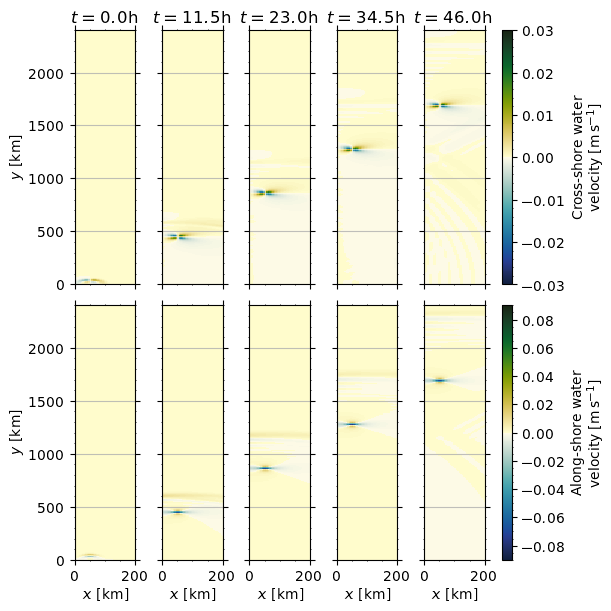 t = 0.0h t = 11.5h t = 23.0h t = 34.5h t = 46.0h
2000
1500
1000
500
0
y [km]
0.03
0.02
0.01
0.00
−0.01
−0.02
−0.03
Cross-shore water
velocity [m s⁻¹]
2000
1500
1000
500
0
y [km]
0 200 0 200 0 200 0 200 0 200
x [km] x [km] x [km] x [km] x [km]
0.08
0.06
0.04
0.02
0.00
−0.02
−0.04
−0.06
−0.08
Along-shore water
velocity [m s⁻¹]